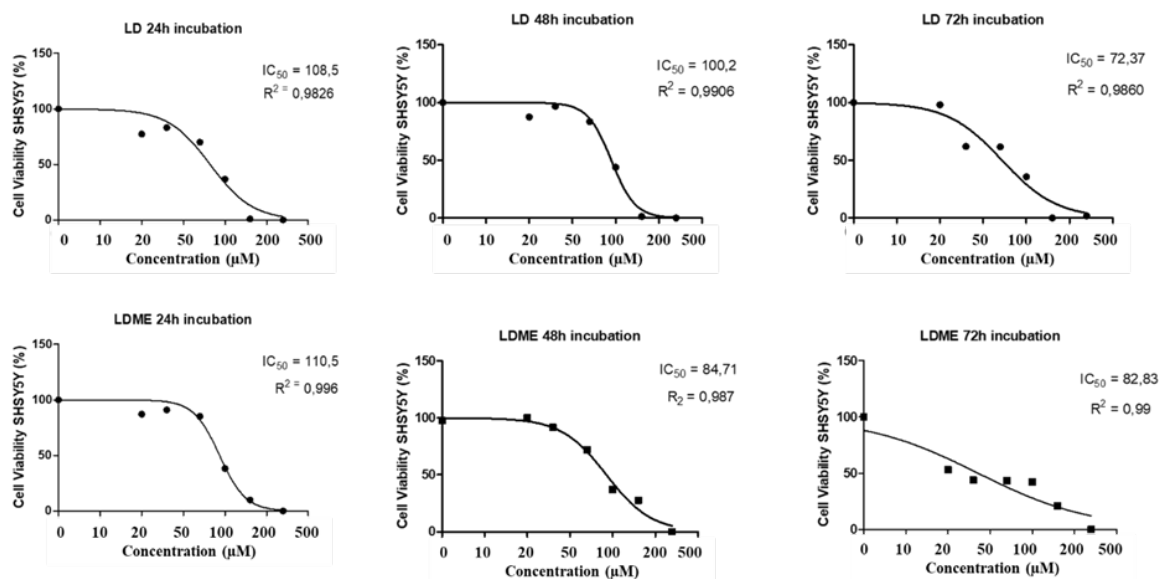 LD 24h incubation
Cell Viability SHSY5Y (%)
150
100
50
0
IC50 = 108,5
R2 = 0,9826
0 10 20 50 100 200 500
Concentration (µM)
LD 48h incubation
Cell Viability SHSY5Y (%)
150
100
50
0
IC50 = 100,2
R2 = 0,9906
0 10 20 50 100 200 500
Concentration (µM)
LD 72h incubation
Cell Viability SHSY5Y (%)
150
100
50
0
IC50 = 72,37
R2 = 0,9860
0 10 20 50 100 200 500
Concentration (µM)
LDME 24h incubation
Cell Viability SHSY5Y (%)
150
100
50
0
IC50 = 110,5
R2 = 0,996
0 10 20 50 100 200 500
Concentration (µM)
LDME 48h incubation
Cell Viability SHSY5Y (%)
150
100
50
0
IC50 = 84,71
R2 = 0,987
0 10 20 50 100 200 500
Concentration (µM)
LDME 72h incubation
Cell Viability SHSY5Y (%)
150
100
50
0
IC50 = 82,83
R2 = 0,99
0 10 20 50 100 200 500
Concentration (µM)